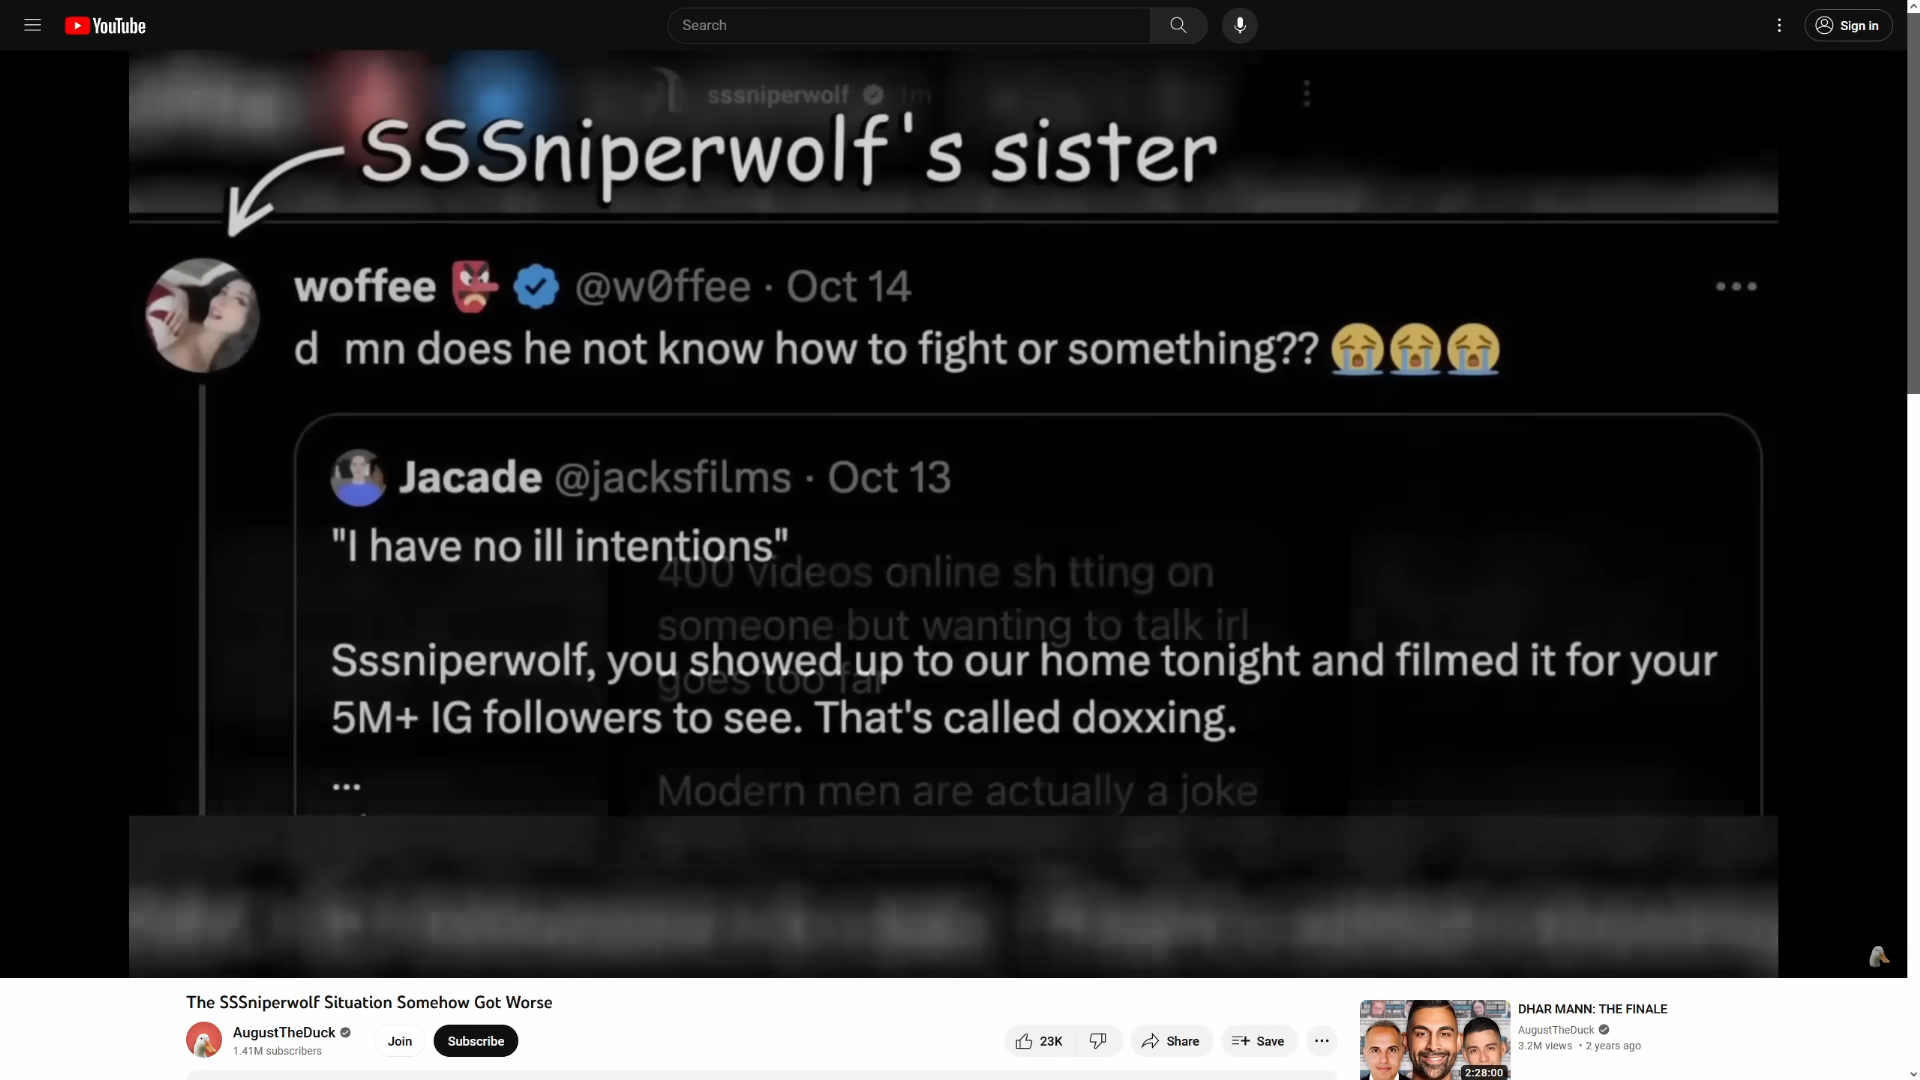 YouTube
Search
Sign in
sssniperwolf 1m
SSSniperwolf's sister
woffee @w0ffee · Oct 14
d mn does he not know how to fight or something??
Jacade @jacksfilms · Oct 13
"I have no ill intentions"
400 videos online sh tting on
someone but wanting to talk irl
goes too far
Sssniperwolf, you showed up to our home tonight and filmed it for your
5M+ IG followers to see. That's called doxxing.
...
Modern men are actually a joke
The SSSniperwolf Situation Somehow Got Worse
AugustTheDuck
1.41M subscribers
Join
Subscribe
23K
Share
Save
DHAR MANN: THE FINALE
AugustTheDuck
3.2M views • 2 years ago
2:28:00